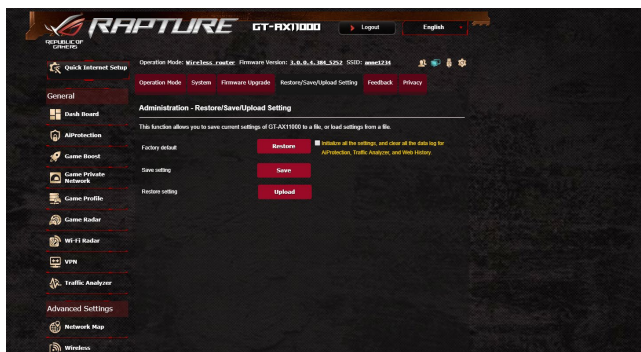 RAPTURE GT-AX11000 Logout English
REPUBLIC OF
GAMERS
Operation Mode: Wireless router Firmware Version: 3.0.0.4.384_5252 SSID: anne1234
Quick Internet Setup
Operation Mode System Firmware Upgrade Restore/Save/Upload Setting Feedback Privacy
General
Administration - Restore/Save/Upload Setting
Dash Board
This function allows you to save current settings of GT-AX11000 to a file, or load settings from a file.
AiProtection
Factory default Restore Initialize all the settings, and clear all the data log for
AiProtection, Traffic Analyzer, and Web History.
Game Boost
Save setting Save
Game Private
Network
Restore setting Upload
Game Profile
Game Radar
Wi-Fi Radar
VPN
Traffic Analyzer
Advanced Settings
Network Map
Wireless